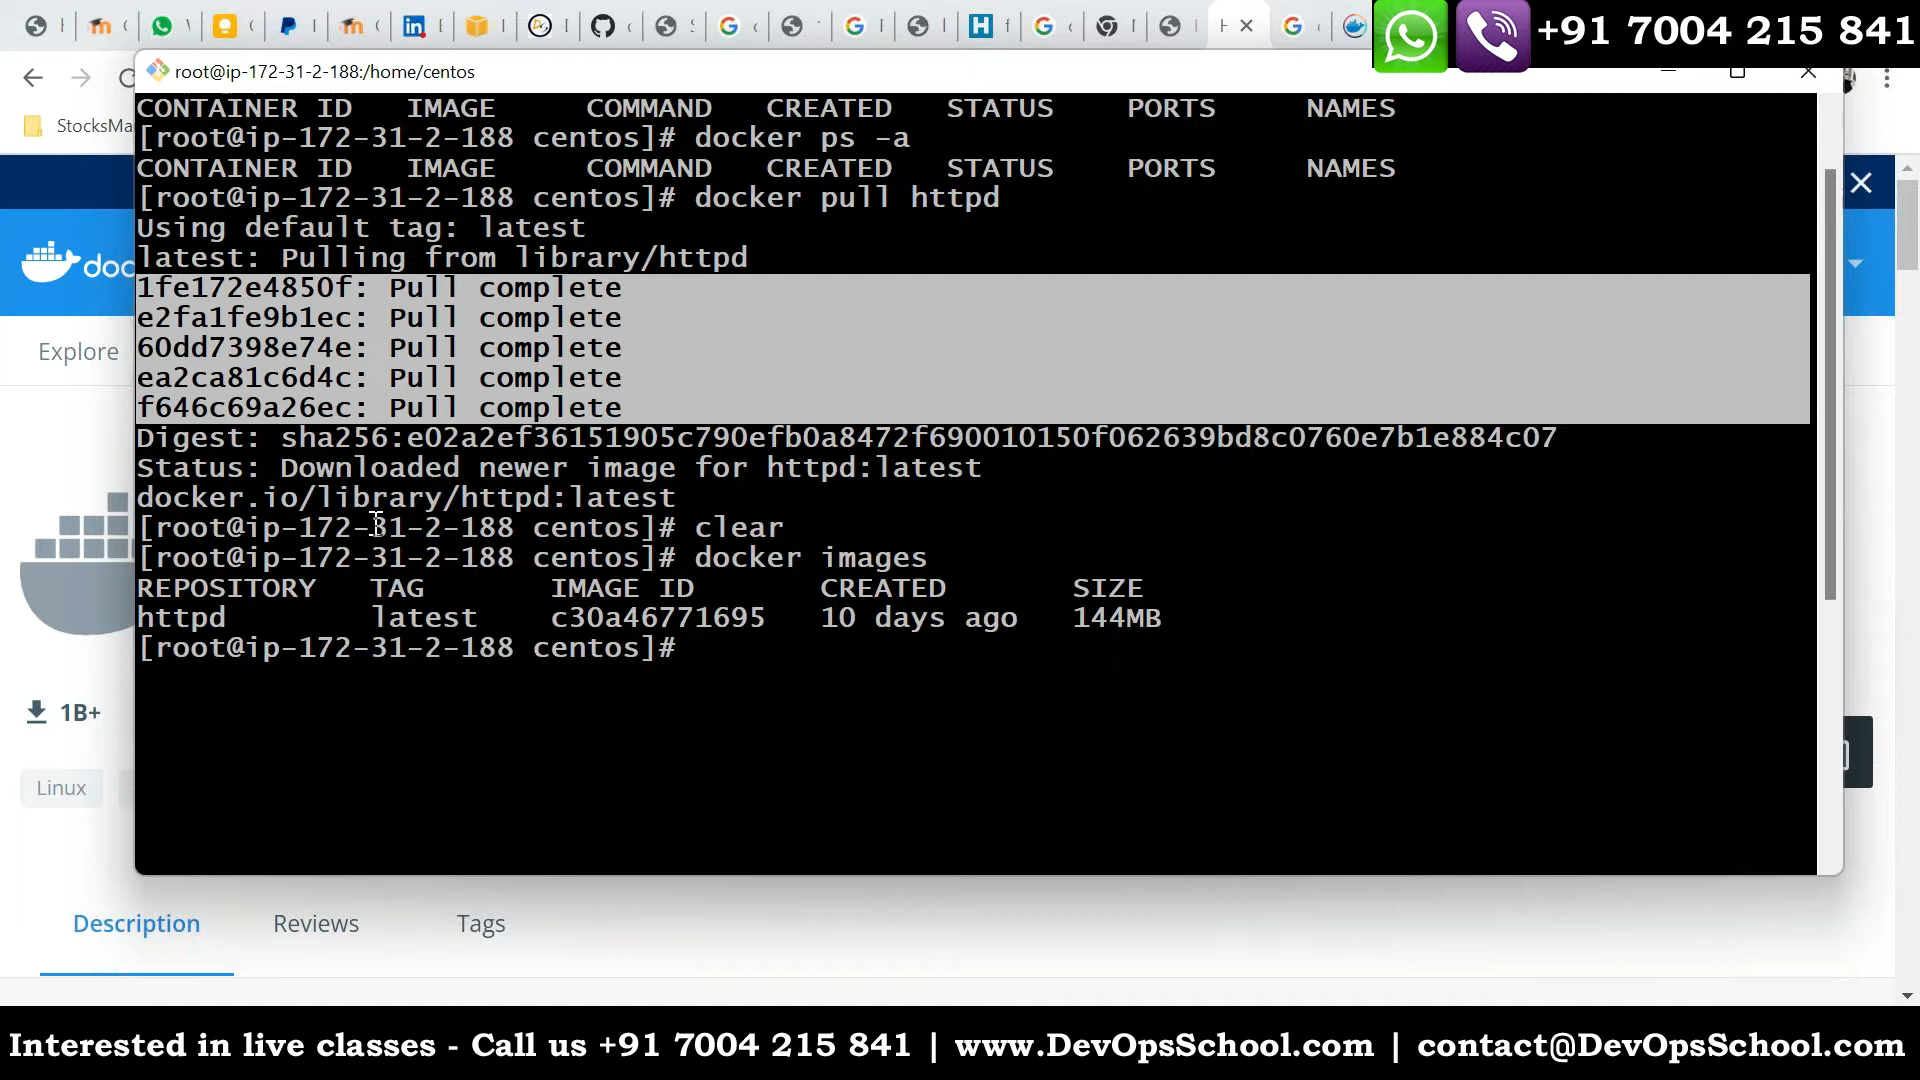 +91 7004 215 841
root@ip-172-31-2-188:/home/centos
StocksMa
CONTAINER ID IMAGE COMMAND CREATED STATUS PORTS NAMES
[root@ip-172-31-2-188 centos]# docker ps -a
CONTAINER ID IMAGE COMMAND CREATED STATUS PORTS NAMES
[root@ip-172-31-2-188 centos]# docker pull httpd
Using default tag: latest
latest: Pulling from library/httpd
doc
1fe172e4850f: Pull complete
e2fa1fe9b1ec: Pull complete
60dd7398e74e: Pull complete
Explore
ea2ca81c6d4c: Pull complete
f646c69a26ec: Pull complete
Digest: sha256:e02a2ef36151905c790efb0a8472f690010150f062639bd8c0760e7b1e884c07
Status: Downloaded newer image for httpd:latest
docker.io/library/httpd:latest
[root@ip-172-31-2-188 centos]# clear
[root@ip-172-31-2-188 centos]# docker images
REPOSITORY TAG IMAGE ID CREATED SIZE
httpd latest c30a46771695 10 days ago 144MB
[root@ip-172-31-2-188 centos]#
1B+
Linux
Description Reviews Tags
Interested in live classes - Call us +91 7004 215 841 | www.DevOpsSchool.com | contact@DevOpsSchool.com